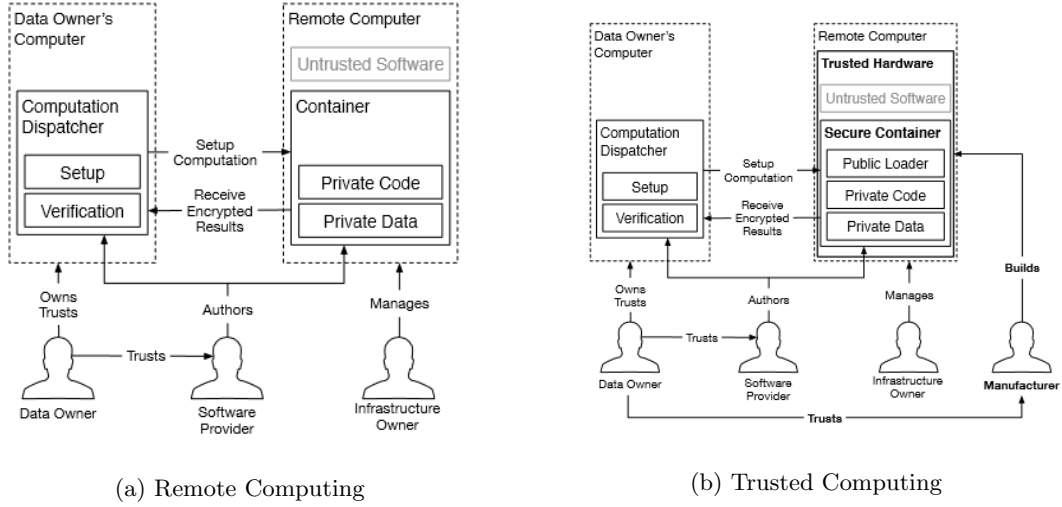 Data Owner's
Computer
Computation
Dispatcher
Setup
Verification
Setup
Computation
Receive
Encrypted
Results
Remote Computer
Untrusted Software
Container
Private Code
Private Data
Owns
Trusts
Authors
Manages
Trusts
Data Owner
Software
Provider
Infrastructure
Owner
(a) Remote Computing
Data Owner's
Computer
Computation
Dispatcher
Setup
Verification
Setup
Computation
Receive
Encrypted
Results
Remote Computer
Trusted Hardware
Untrusted Software
Secure Container
Public Loader
Private Code
Private Data
Owns
Trusts
Authors
Manages
Builds
Trusts
Data Owner
Software
Provider
Infrastructure
Owner
Manufacturer
Trusts
(b) Trusted Computing